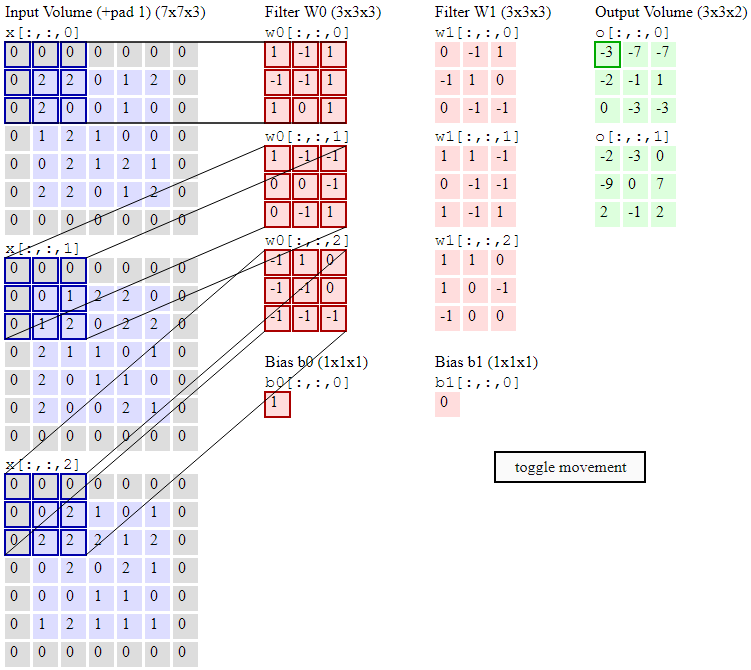 Input Volume (+pad 1) (7x7x3)
x[:,:,0]
0 0 0 0 0 0 0
0 2 2 0 1 2 0
0 2 0 0 1 0 0
0 1 2 1 0 0 0
0 0 2 1 2 1 0
0 2 2 0 1 2 0
0 0 0 0 0 0 0
x[:,:,1]
0 0 0 0 0 0 0
0 0 1 2 2 0 0
0 1 2 0 2 2 0
0 2 1 1 0 1 0
0 2 0 1 1 0 0
0 2 0 0 2 1 0
0 0 0 0 0 0 0
x[:,:,2]
0 0 0 0 0 0 0
0 0 2 1 0 1 0
0 2 2 2 1 2 0
0 0 2 0 2 1 0
0 0 0 1 1 0 0
0 1 2 1 1 1 0
0 0 0 0 0 0 0
Filter W0 (3x3x3)
w0[:,:,0]
1 -1 1
-1 -1 1
1 0 1
w0[:,:,1]
1 -1 -1
0 0 -1
0 -1 1
w0[:,:,2]
-1 1 0
-1 -1 0
-1 -1 -1
Bias b0 (1x1x1)
b0[:,:,0]
1
Filter W1 (3x3x3)
w1[:,:,0]
0 -1 1
-1 1 0
0 -1 -1
w1[:,:,1]
1 1 -1
0 -1 -1
1 -1 1
w1[:,:,2]
1 1 0
1 0 -1
-1 0 0
Bias b1 (1x1x1)
b1[:,:,0]
0
Output Volume (3x3x2)
o[:,:,0]
-3 -7 -7
-2 -1 1
0 -3 -3
o[:,:,1]
-2 -3 0
-9 0 7
2 -1 2
toggle movement